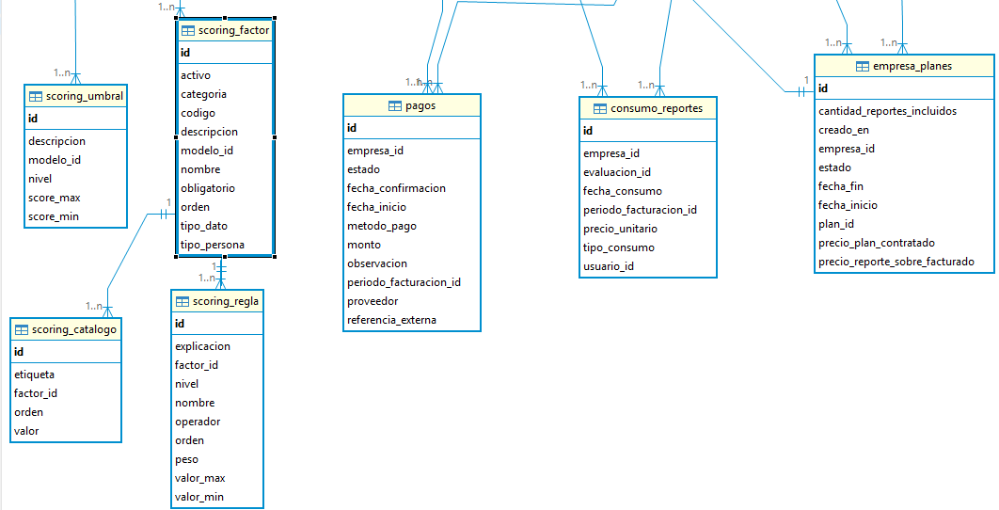 1..n
scoring_factor
id
activo
categoria
codigo
descripcion
modelo_id
nombre
obligatorio
orden
tipo_dato
tipo_persona
1..n
scoring_umbral
id
descripcion
modelo_id
nivel
score_max
score_min
1
1..n
scoring_catalogo
id
etiqueta
factor_id
orden
valor
1
1..n
scoring_regla
id
explicacion
factor_id
nivel
nombre
operador
orden
peso
valor_max
valor_min
1..n
pagos
id
empresa_id
estado
fecha_confirmacion
fecha_inicio
metodo_pago
monto
observacion
periodo_facturacion_id
proveedor
referencia_externa
1..n
1..n
consumo_reportes
id
empresa_id
evaluacion_id
fecha_consumo
periodo_facturacion_id
precio_unitario
tipo_consumo
usuario_id
1..n
1..n
1
empresa_planes
id
cantidad_reportes_incluidos
creado_en
empresa_id
estado
fecha_fin
fecha_inicio
plan_id
precio_plan_contratado
precio_reporte_sobre_facturado